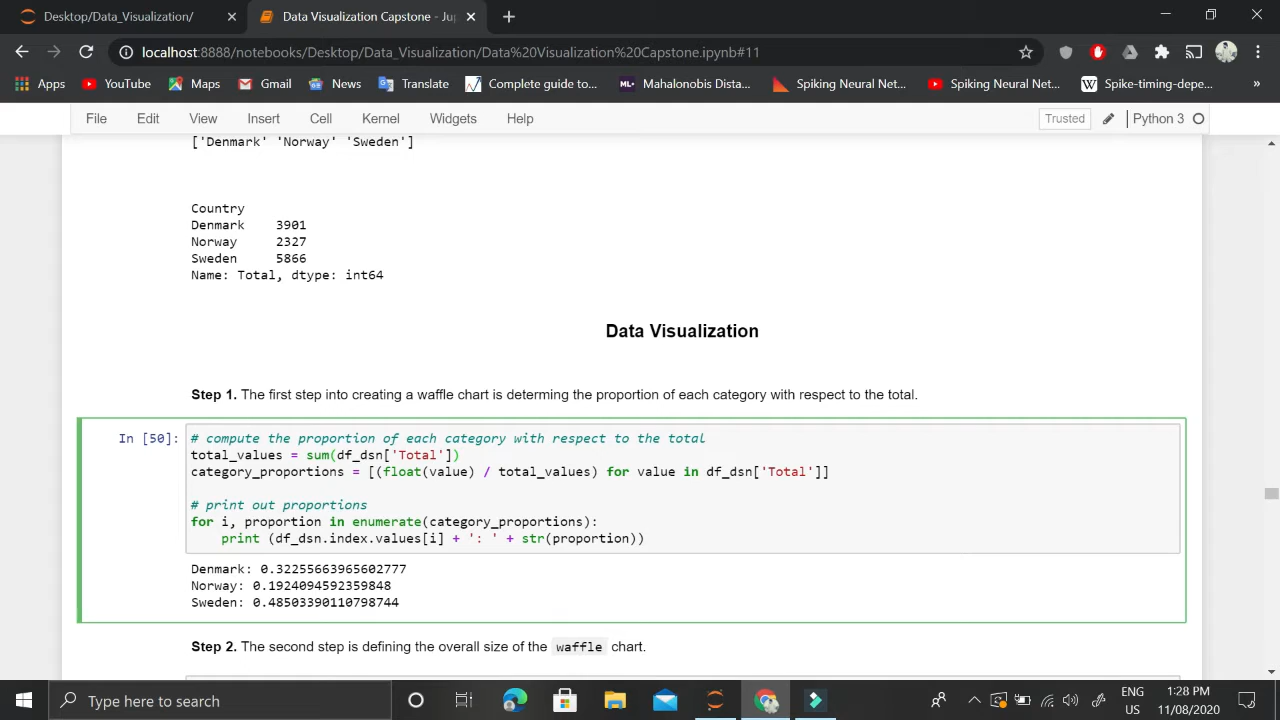 Desktop/Data_Visualization/
Data Visualization Capstone - Jup
localhost:8888/notebooks/Desktop/Data_Visualization/Data%20Visualization%20Capstone.ipynb#11
Apps YouTube Maps Gmail News Translate Complete guide to... ML+ Mahalonobis Dista... Spiking Neural Net... Spiking Neural Net... W Spike-timing-depe... »
File Edit View Insert Cell Kernel Widgets Help Trusted Python 3
['Denmark' 'Norway' 'Sweden']
Country
Denmark 3901
Norway 2327
Sweden 5866
Name: Total, dtype: int64
Data Visualization
Step 1. The first step into creating a waffle chart is determing the proportion of each category with respect to the total.
In [50]: # compute the proportion of each category with respect to the total
total_values = sum(df_dsn['Total'])
category_proportions = [(float(value) / total_values) for value in df_dsn['Total']]
# print out proportions
for i, proportion in enumerate(category_proportions):
print (df_dsn.index.values[i] + ': ' + str(proportion))
Denmark: 0.32255663965602777
Norway: 0.1924094592359848
Sweden: 0.48503390110798744
Step 2. The second step is defining the overall size of the waffle chart.
Type here to search
ENG
US
1:28 PM
11/08/2020